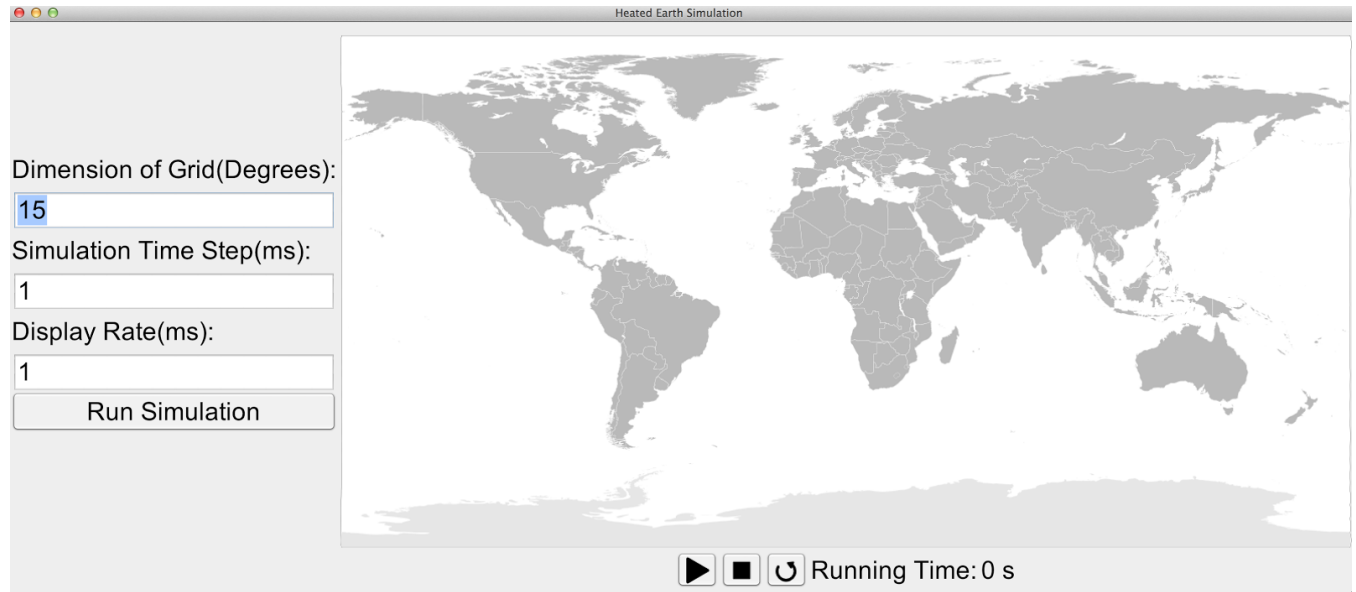 Heated Earth Simulation
Dimension of Grid(Degrees):
15
Simulation Time Step(ms):
1
Display Rate(ms):
1
Run Simulation
Running Time: 0 s